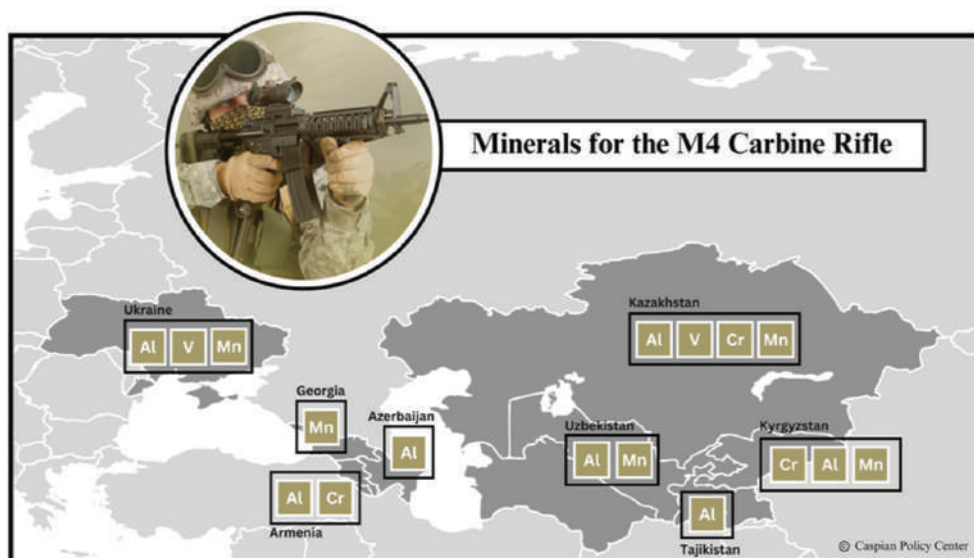 Minerals for the M4 Carbine Rifle
Ukraine
Al V Mn
Kazakhstan
Al V Cr Mn
Georgia
Mn
Azerbaijan
Al
Uzbekistan
Al Mn
Kyrgyzstan
Cr Al Mn
Al Cr
Armenia
Al
Tajikistan
© Caspian Policy Center